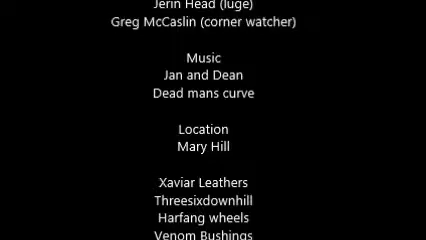 Jerin Head (luge)
Greg McCaslin (corner watcher)
Music
Jan and Dean
Dead mans curve
Location
Mary Hill
Xaviar Leathers
Threesixdownhill
Harfang wheels
Venom Bushings